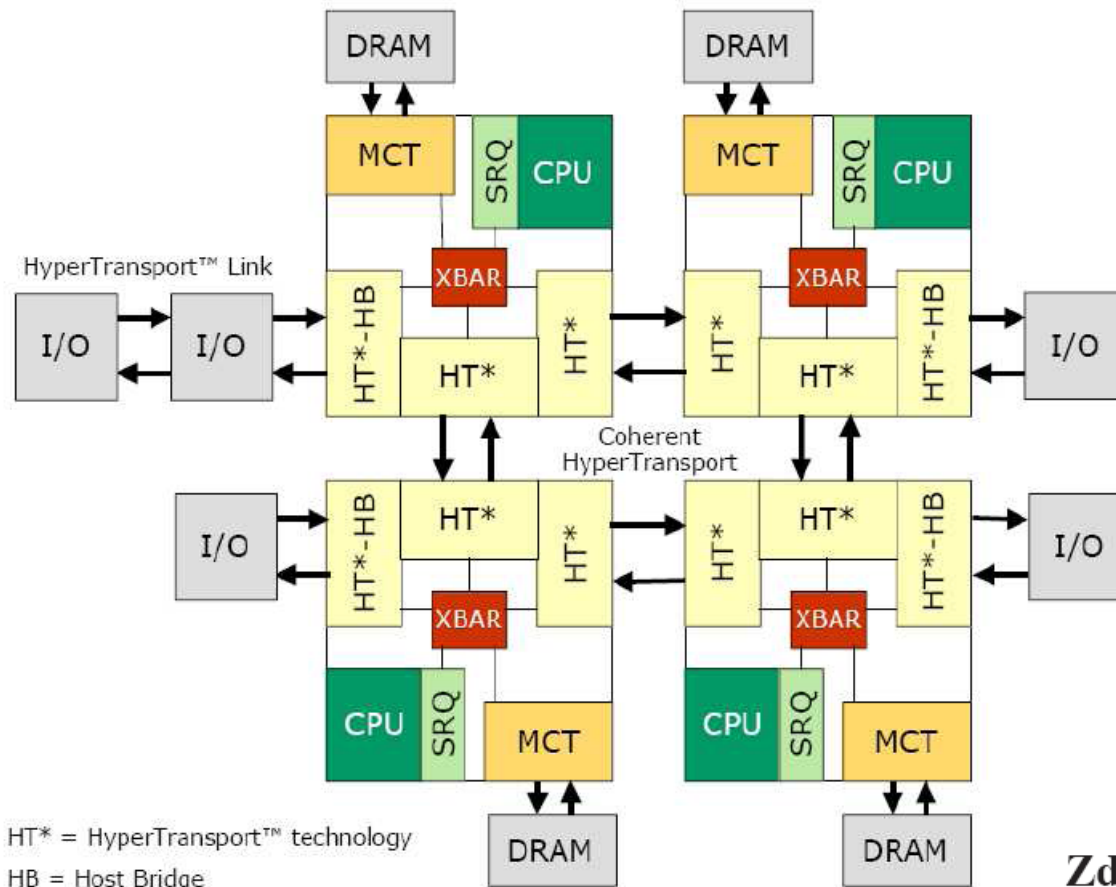 DRAM
DRAM
MCT
SRQ
CPU
MCT
SRQ
CPU
HyperTransport™ Link
XBAR
XBAR
I/O
I/O
HT*-HB
HT*
HT*
HT*
HT*
HT*-HB
I/O
Coherent
HyperTransport
I/O
HT*-HB
HT*
HT*
HT*
HT*
HT*-HB
I/O
XBAR
XBAR
CPU
SRQ
MCT
CPU
SRQ
MCT
HT* = HyperTransport™ technology
DRAM
DRAM
HB = Host Bridge
Zd